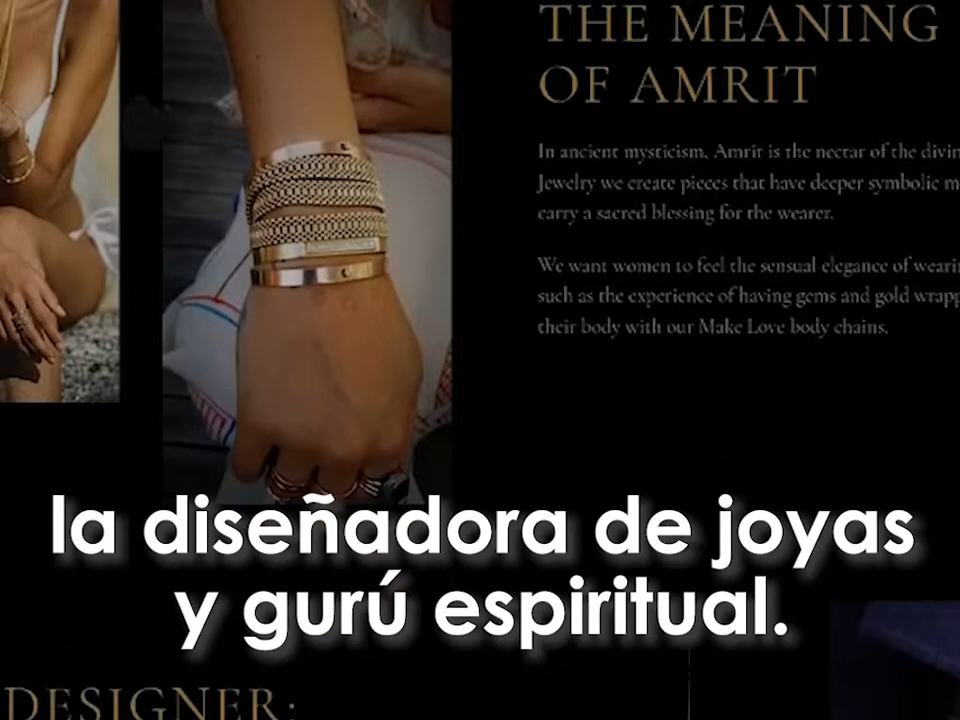 THE MEANING
OF AMRIT
In ancient mysticism, Amrit is the nectar of the
Jewelry we create pieces that have deeper symbolic
carry a sacred blessing for the wearer.
We want women to feel the sensual elegance of
such as the experience of having gems and gold
their body with our Make Love body chains.
la diseñadora de joyas
y gurú espiritual.
DESIGNER: